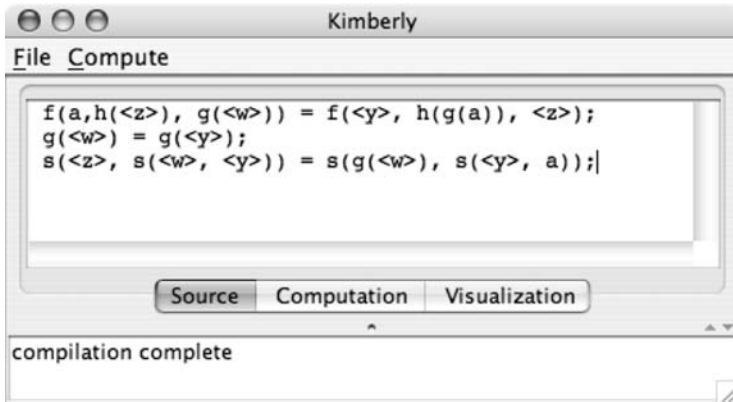 Kimberly
File Compute
f(a,h(<z>), g(<w>)) = f(<y>, h(g(a)), <z>);
g(<w>) = g(<y>);
s(<z>, s(<w>, <y>)) = s(g(<w>), s(<y>, a));
Source Computation Visualization
compilation complete